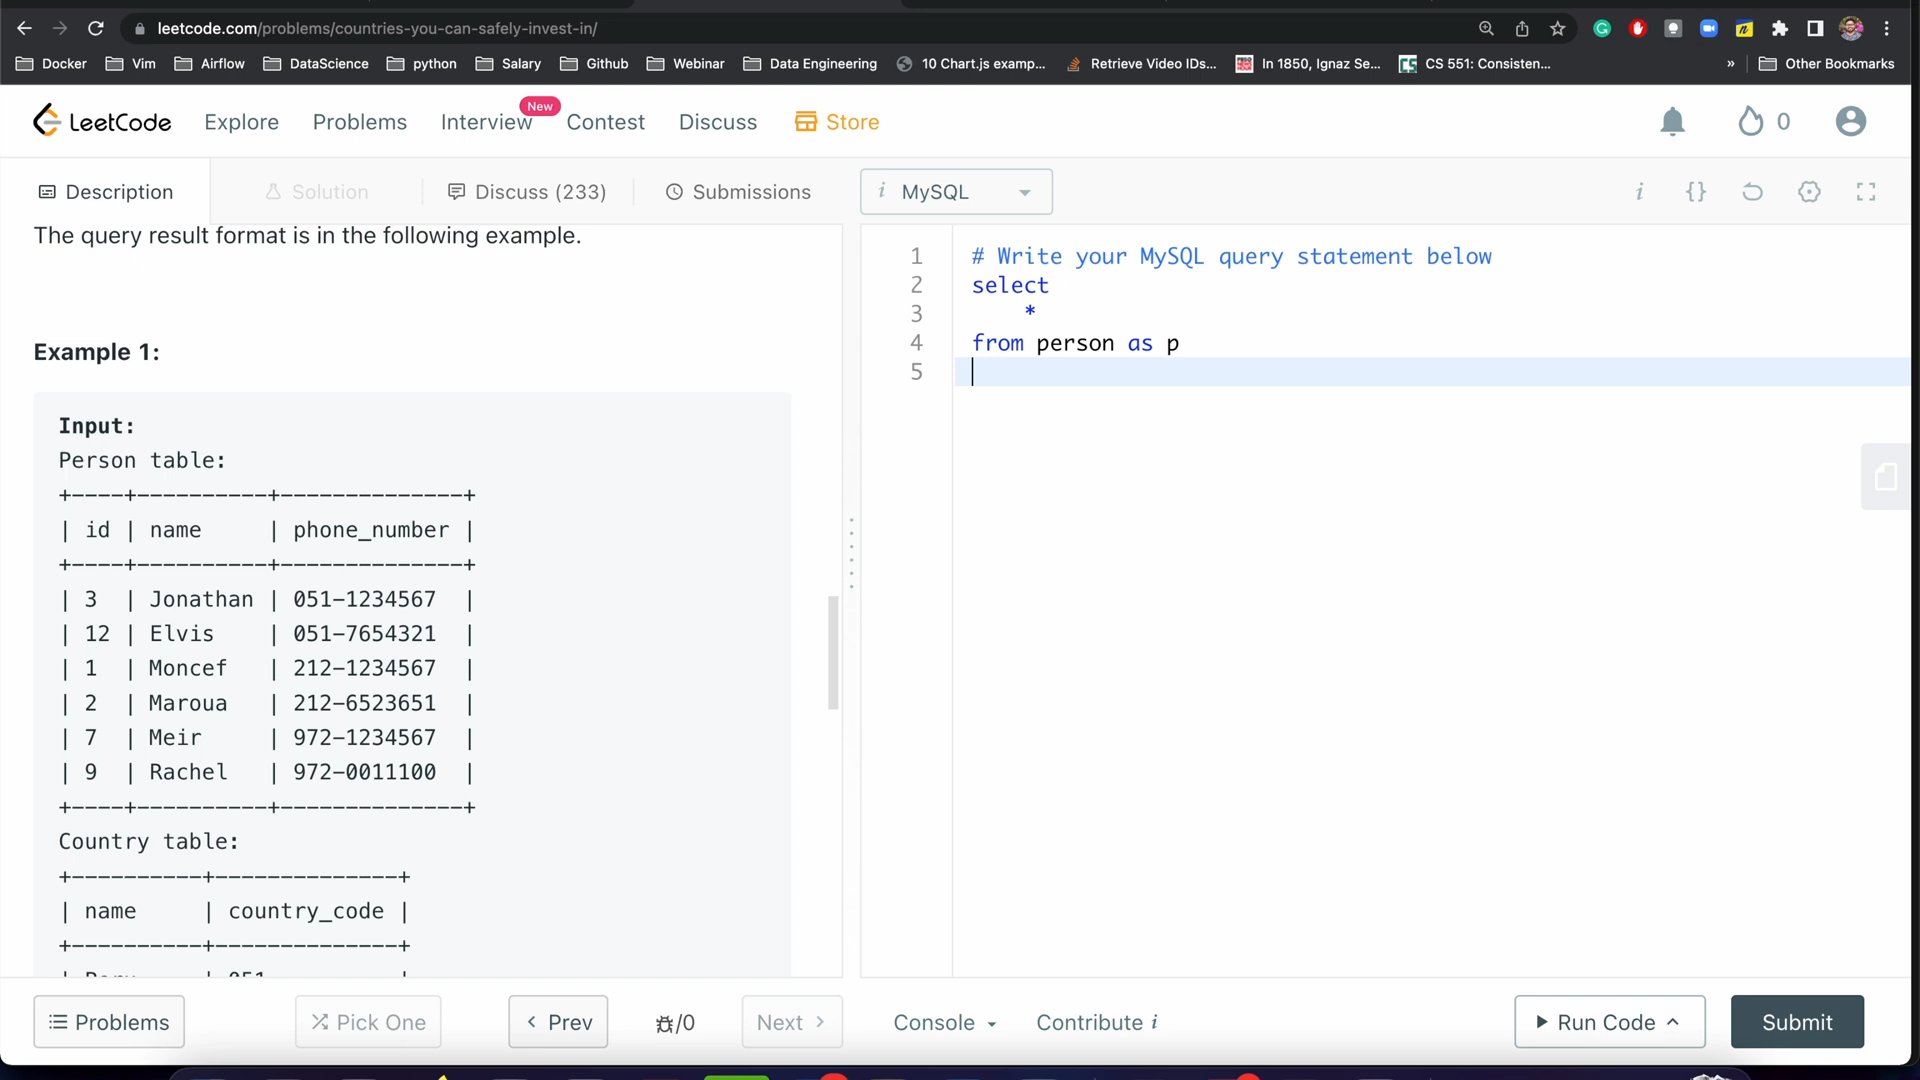 leetcode.com/problems/countries-you-can-safely-invest-in/
Docker Vim Airflow DataScience python Salary Github Webinar Data Engineering 10 Chart.js examp... Retrieve Video IDs... In 1850, Ignaz Se... CS 551: Consisten... » Other Bookmarks
LeetCode Explore Problems Interview New Contest Discuss Store 0
Description Solution Discuss (233) Submissions i MySQL i {}
The query result format is in the following example.
Example 1:
Input:
Person table:
+----+----------+--------------+
| id | name     | phone_number |
+----+----------+--------------+
| 3  | Jonathan | 051-1234567  |
| 12 | Elvis    | 051-7654321  |
| 1  | Moncef   | 212-1234567  |
| 2  | Maroua   | 212-6523651  |
| 7  | Meir     | 972-1234567  |
| 9  | Rachel   | 972-0011100  |
+----+----------+--------------+
Country table:
+----------+--------------+
| name     | country_code |
+----------+--------------+
| Peru     | 051          |
1 # Write your MySQL query statement below
2 select
3     *
4 from person as p
5
Problems Pick One < Prev /0 Next > Console Contribute i Run Code Submit